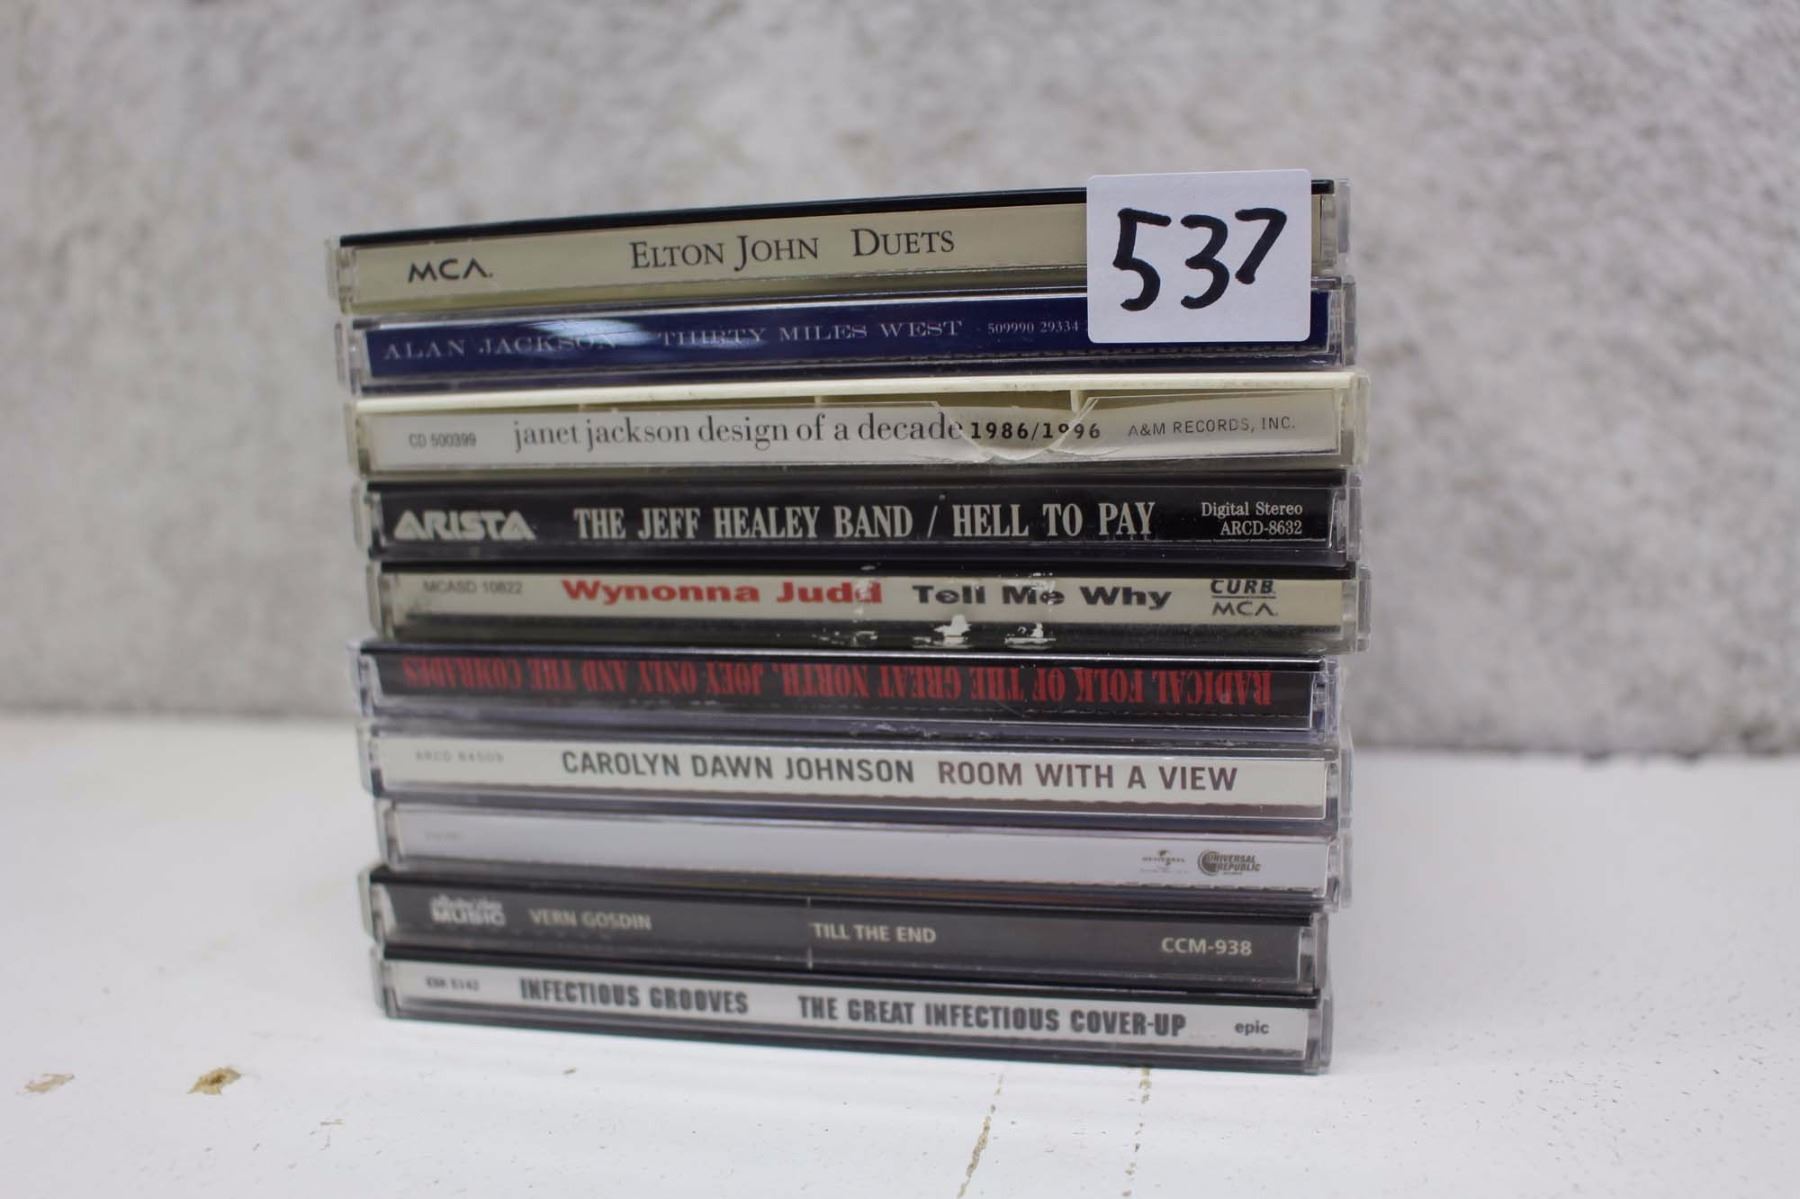 537
MCA. ELTON JOHN DUETS
ALAN JACKSON THIRTY MILES WEST 509990 29334
CD 500399 janet jackson design of a decade 1986/1996 A&M RECORDS, INC.
ARISTA THE JEFF HEALEY BAND / HELL TO PAY Digital Stereo
ARCD-8632
MCASD 10822 Wynonna Judd Tell Me Why CURB
MCA.
RADICAL FOLK OF THE GREAT NORTH, JOEY ONLY AND THE COMRADES
CAROLYN DAWN JOHNSON ROOM WITH A VIEW
UNIVERSAL UNIVERSAL
REPUBLIC
MUSIC VERN GOSDIN TILL THE END CCM-938
INFECTIOUS GROOVES THE GREAT INFECTIOUS COVER-UP epic